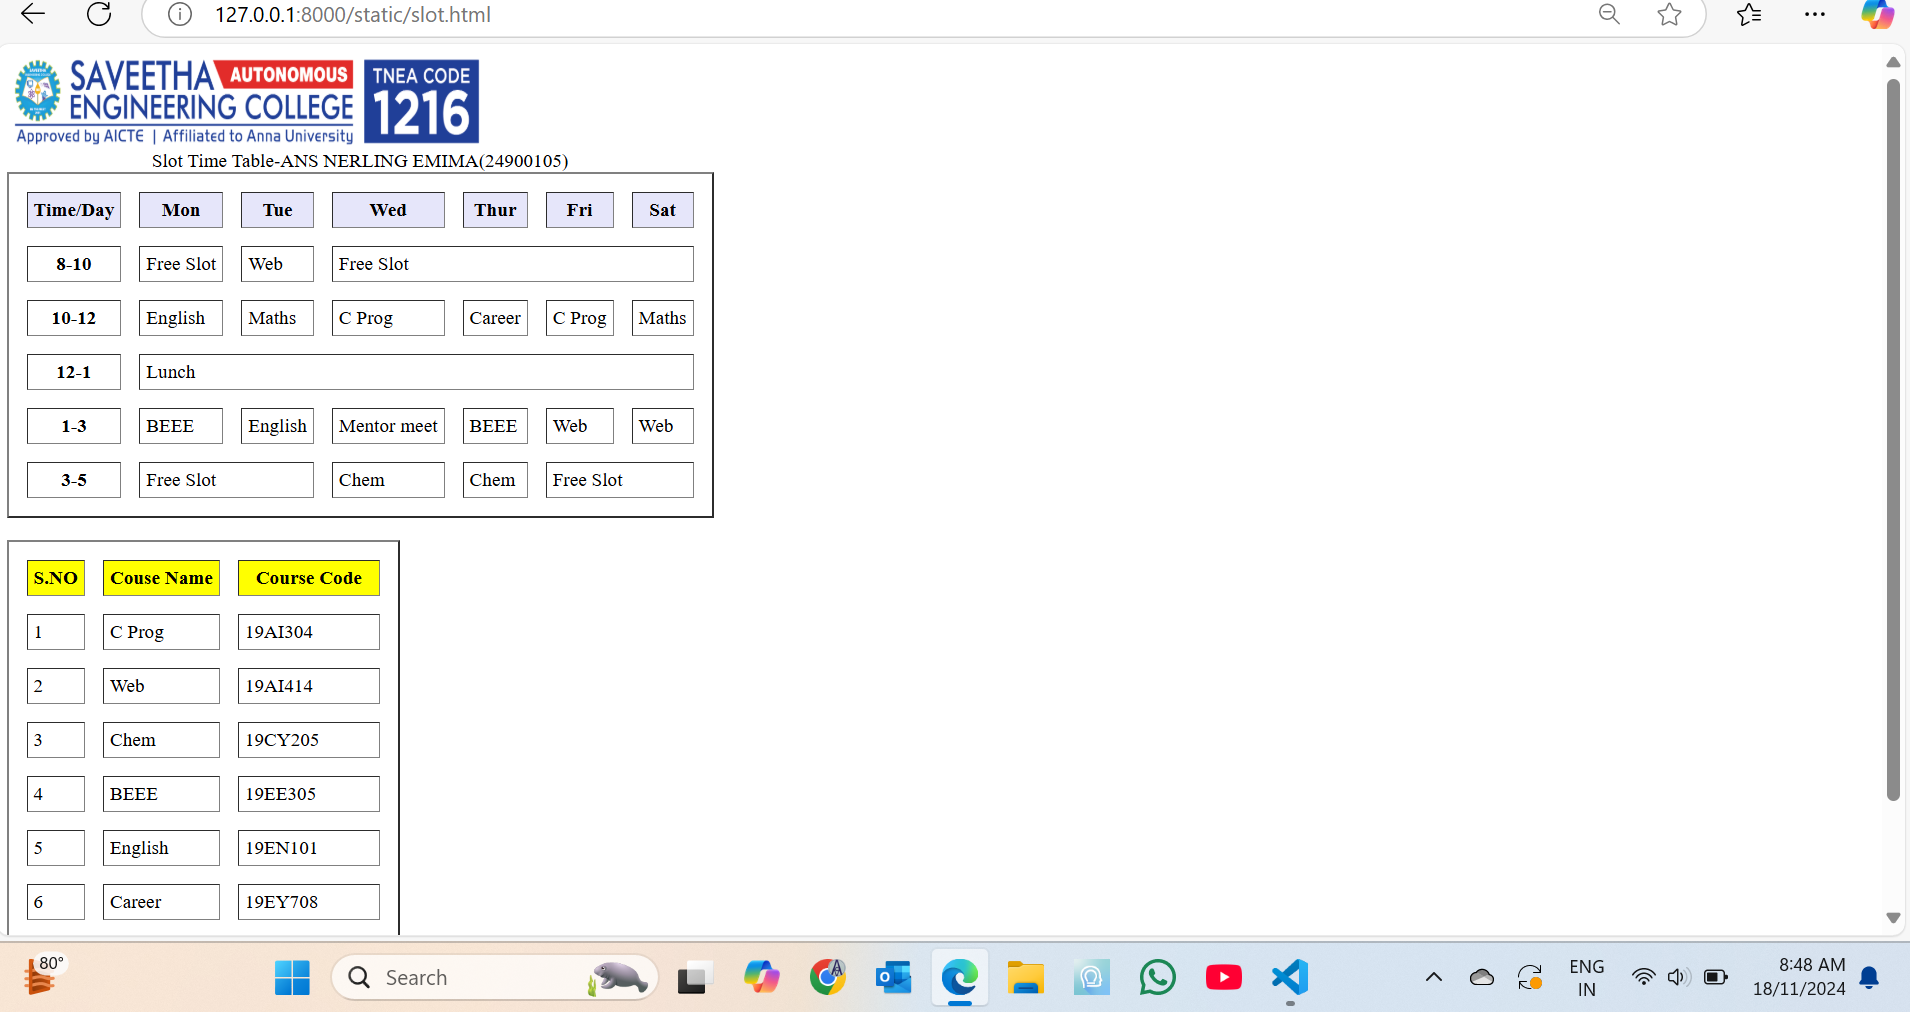 127.0.0.1:8000/static/slot.html
SAVEETHA AUTONOMOUS
ENGINEERING COLLEGE
Approved by AICTE | Affiliated to Anna University
TNEA CODE
1216
Slot Time Table-ANS NERLING EMIMA(24900105)
Time/Day Mon Tue Wed Thur Fri Sat
8-10 Free Slot Web Free Slot
10-12 English Maths C Prog Career C Prog Maths
12-1 Lunch
1-3 BEEE English Mentor meet BEEE Web Web
3-5 Free Slot Chem Chem Free Slot
S.NO Couse Name Course Code
1 C Prog 19AI304
2 Web 19AI414
3 Chem 19CY205
4 BEEE 19EE305
5 English 19EN101
6 Career 19EY708
80°
Search
ENG
IN
8:48 AM
18/11/2024